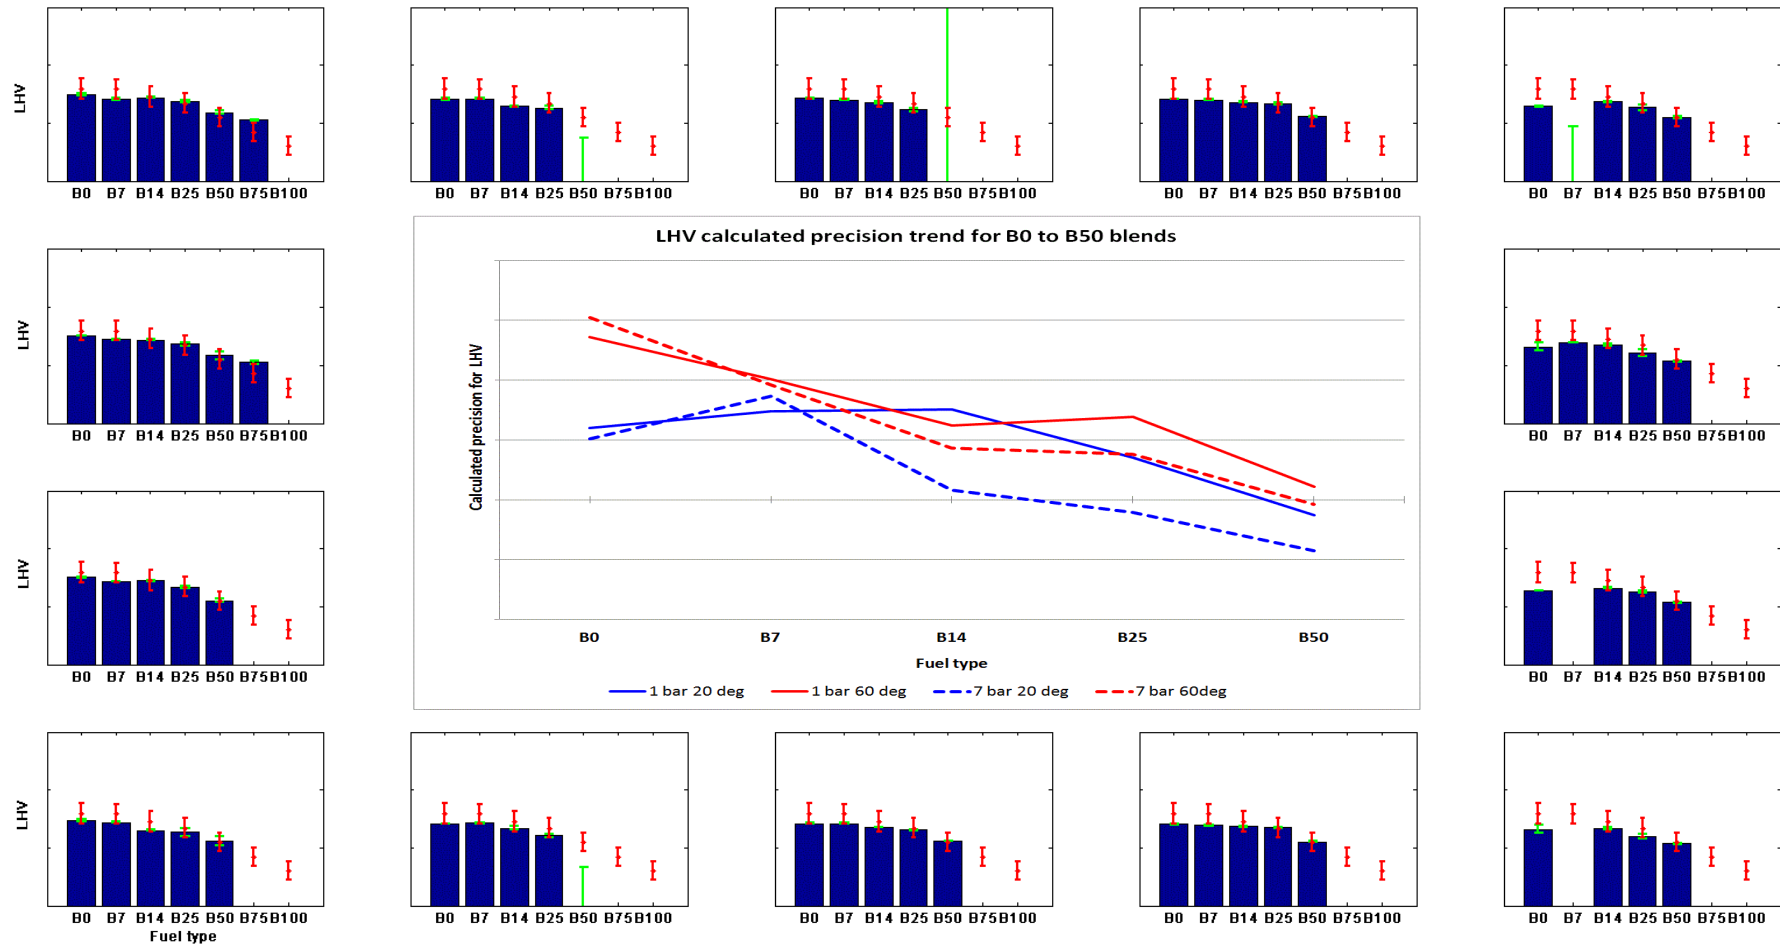 LHV
B0 B7 B14 B25 B50 B75 B100
B0 B7 B14 B25 B50 B75 B100
B0 B7 B14 B25 B50 B75 B100
B0 B7 B14 B25 B50 B75 B100
B0 B7 B14 B25 B50 B75 B100
LHV
B0 B7 B14 B25 B50 B75 B100
LHV calculated precision trend for B0 to B50 blends
Calculated precision for LHV
B0 B7 B14 B25 B50
Fuel type
1 bar 20 deg 1 bar 60 deg 7 bar 20 deg 7 bar 60deg
B0 B7 B14 B25 B50 B75 B100
LHV
B0 B7 B14 B25 B50 B75 B100
B0 B7 B14 B25 B50 B75 B100
LHV
B0 B7 B14 B25 B50 B75 B100
Fuel type
B0 B7 B14 B25 B50 B75 B100
B0 B7 B14 B25 B50 B75 B100
B0 B7 B14 B25 B50 B75 B100
B0 B7 B14 B25 B50 B75 B100